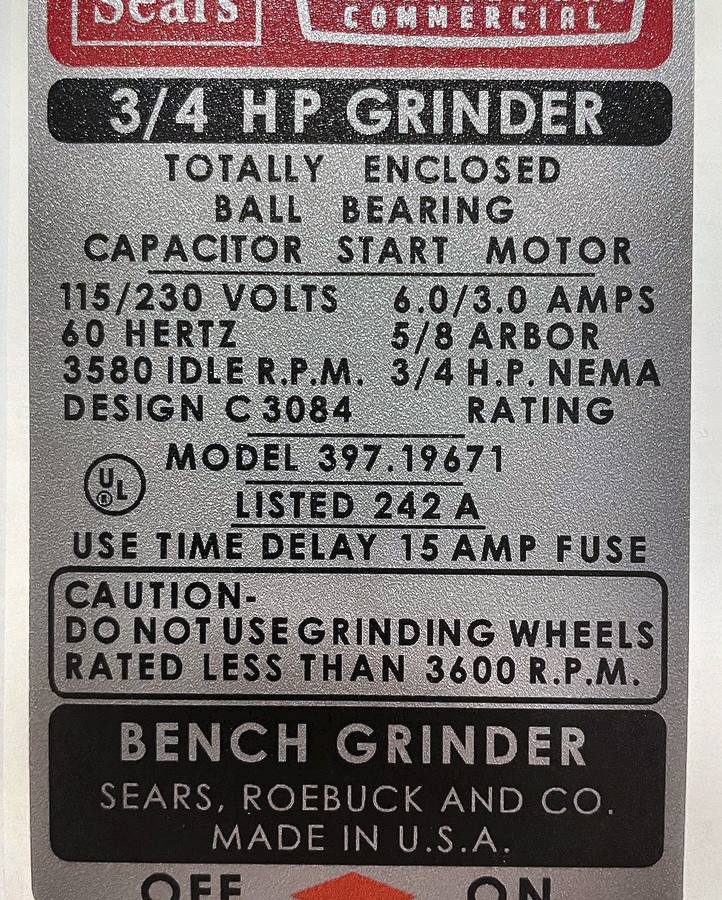 Sears
COMMERCIAL
3/4 HP GRINDER
TOTALLY ENCLOSED
BALL BEARING
CAPACITOR START MOTOR
115/230 VOLTS 6.0/3.0 AMPS
60 HERTZ 5/8 ARBOR
3580 IDLE R.P.M. 3/4 H.P. NEMA
DESIGN C3084 RATING
MODEL 397.19671
UL ®
LISTED 242 A
USE TIME DELAY 15 AMP FUSE
CAUTION-
DO NOT USE GRINDING WHEELS
RATED LESS THAN 3600 R.P.M.
BENCH GRINDER
SEARS, ROEBUCK AND CO.
MADE IN U.S.A.
OFF ON